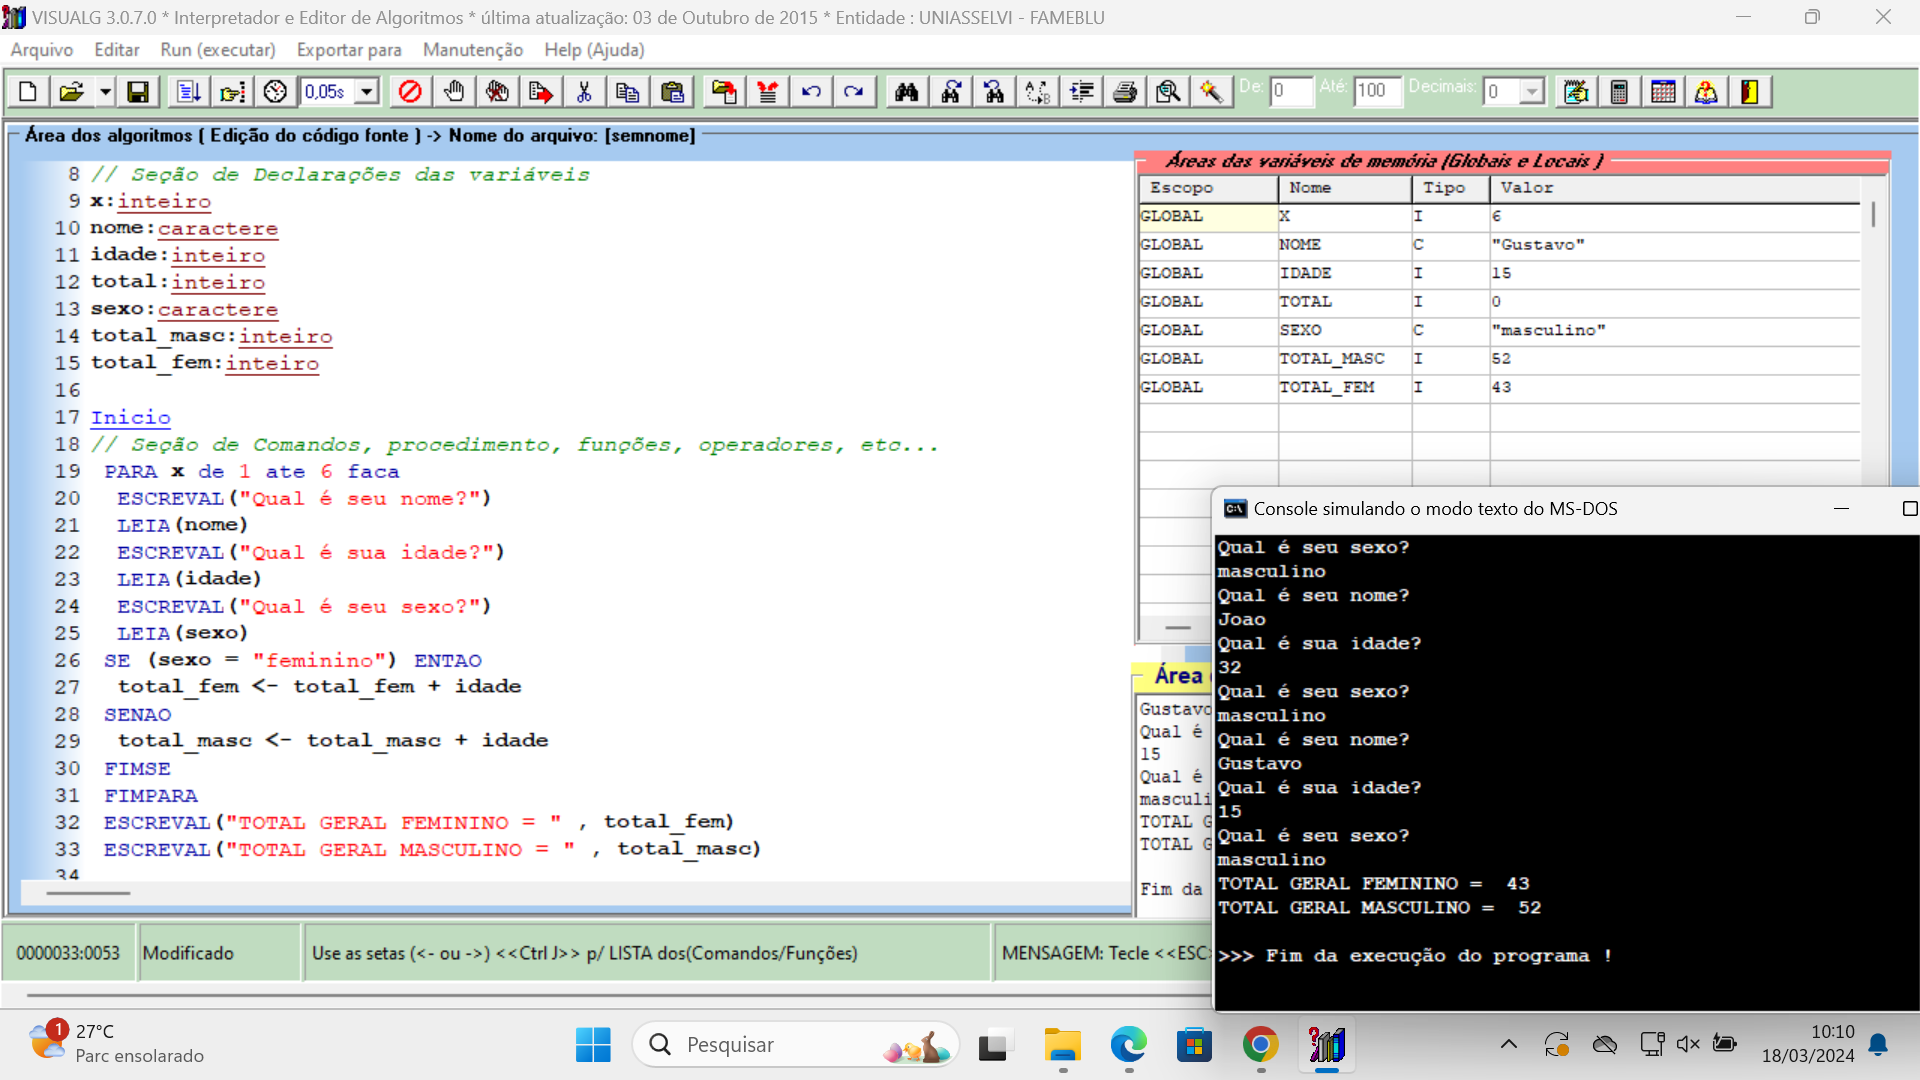 VISUALG 3.0.7.0 * Interpretador e Editor de Algoritmos * última atualização: 03 de Outubro de 2015 * Entidade : UNIASSELVI - FAMEBLU
Arquivo Editar Run (executar) Exportar para Manutenção Help (Ajuda)
0,05s De: 0 Até: 100 Decimais: 0
Área dos algoritmos ( Edição do código fonte ) -> Nome do arquivo: [semnome]
8 // Seção de Declarações das variáveis
9 x:inteiro
10 nome:caractere
11 idade:inteiro
12 total:inteiro
13 sexo:caractere
14 total_masc:inteiro
15 total_fem:inteiro
16
17 Inicio
18 // Seção de Comandos, procedimento, funções, operadores, etc...
19 PARA x de 1 ate 6 faca
20 ESCREVAL("Qual é seu nome?")
21 LEIA(nome)
22 ESCREVAL("Qual é sua idade?")
23 LEIA(idade)
24 ESCREVAL("Qual é seu sexo?")
25 LEIA(sexo)
26 SE (sexo = "feminino") ENTAO
27 total_fem <- total_fem + idade
28 SENAO
29 total_masc <- total_masc + idade
30 FIMSE
31 FIMPARA
32 ESCREVAL("TOTAL GERAL FEMININO = " , total_fem)
33 ESCREVAL("TOTAL GERAL MASCULINO = " , total_masc)
34
Áreas das variáveis de memória (Globais e Locais )
Escopo Nome Tipo Valor
GLOBAL X I 6
GLOBAL NOME C "Gustavo"
GLOBAL IDADE I 15
GLOBAL TOTAL I 0
GLOBAL SEXO C "masculino"
GLOBAL TOTAL_MASC I 52
GLOBAL TOTAL_FEM I 43
Área
Gustavo
Qual é
15
Qual é
masculi
TOTAL G
TOTAL G
Fim da
Console simulando o modo texto do MS-DOS
Qual é seu sexo?
masculino
Qual é seu nome?
Joao
Qual é sua idade?
32
Qual é seu sexo?
masculino
Qual é seu nome?
Gustavo
Qual é sua idade?
15
Qual é seu sexo?
masculino
TOTAL GERAL FEMININO = 43
TOTAL GERAL MASCULINO = 52
>>> Fim da execução do programa !
0000033:0053 Modificado Use as setas (<- ou ->) <<Ctrl J>> p/ LISTA dos(Comandos/Funções) MENSAGEM: Tecle <<ESC>
1 27°C
Parc ensolarado
Pesquisar
10:10
18/03/2024